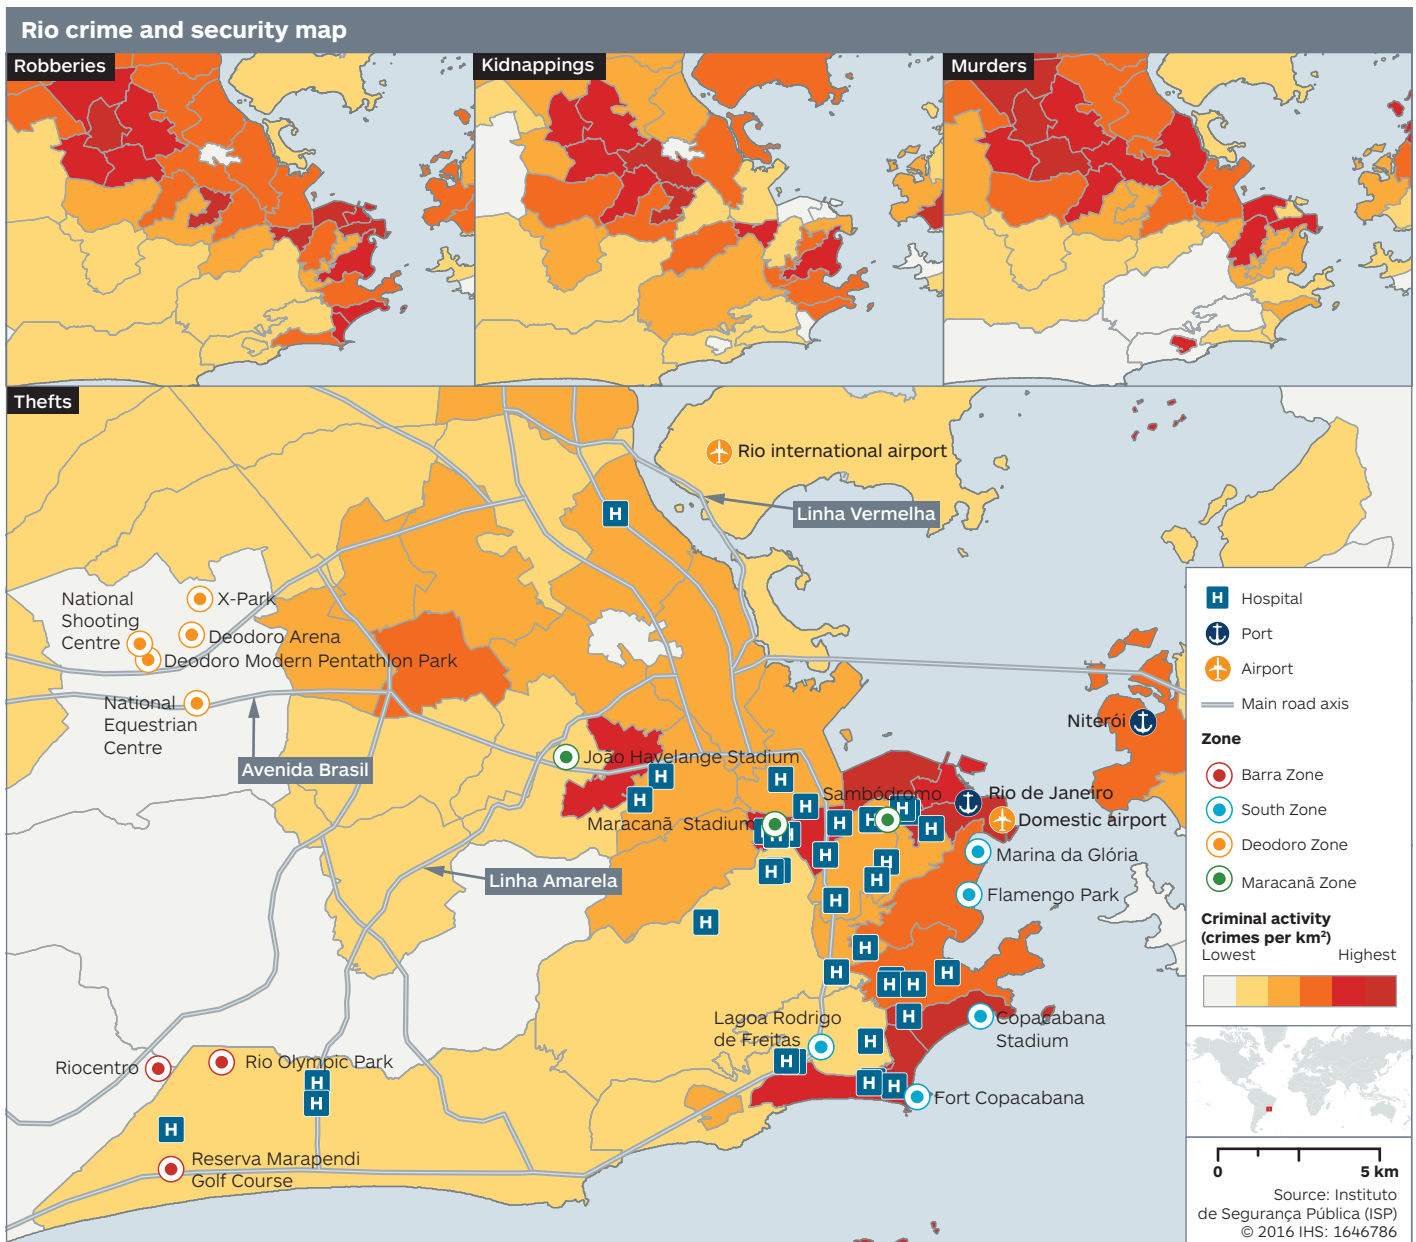 Rio crime and security map
Robberies
Kidnappings
Murders
Thefts
Rio international airport
Linha Vermelha
National
Shooting
Centre
X-Park
Deodoro Arena
Deodoro Modern Pentathlon Park
National
Equestrian
Centre
Avenida Brasil
João Havelange Stadium
Maracanã Stadium
Sambódromo
Linha Amarela
Niterói
Rio de Janeiro
Domestic airport
Marina da Glória
Flamengo Park
Lagoa Rodrigo
de Freitas
Copacabana
Stadium
Fort Copacabana
Riocentro
Rio Olympic Park
Reserva Marapendi
Golf Course
H Hospital
Port
Airport
Main road axis
Zone
Barra Zone
South Zone
Deodoro Zone
Maracanã Zone
Criminal activity
(crimes per km²)
Lowest Highest
0 5 km
Source: Instituto
de Segurança Pública (ISP)
© 2016 IHS: 1646786